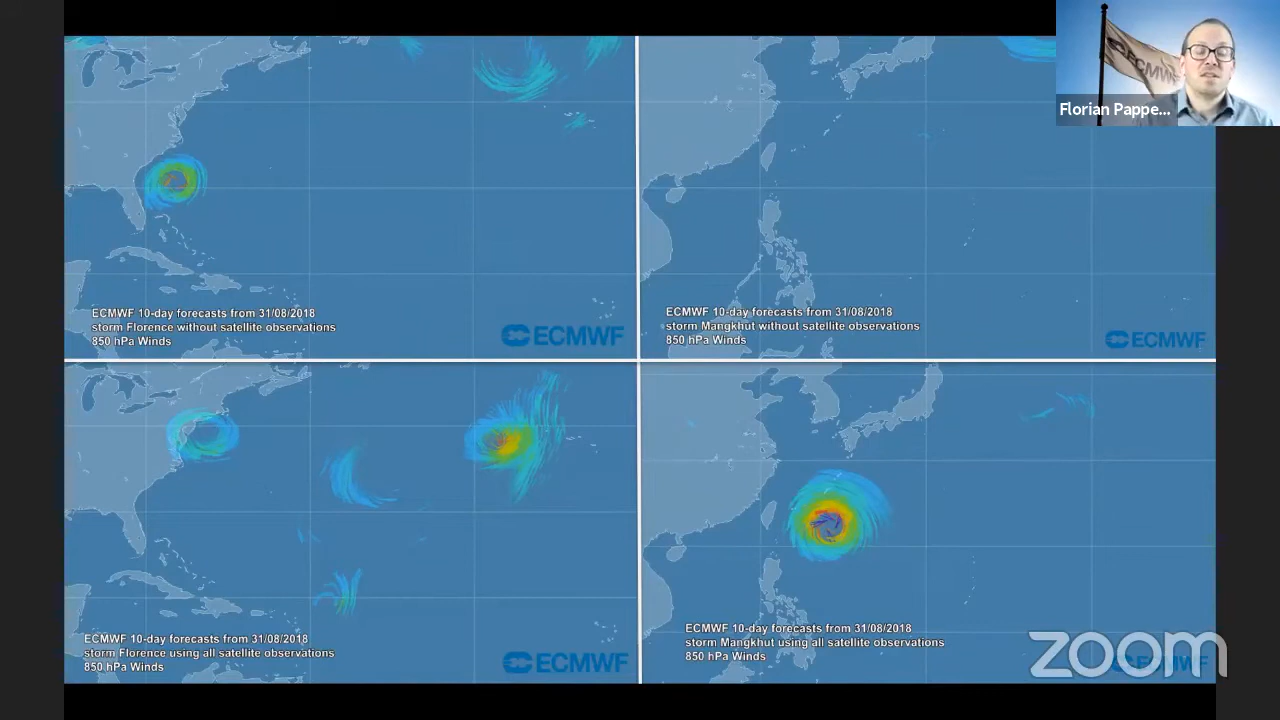 ECMWF
Florian Pappe...
ECMWF 10-day forecasts from 31/08/2018
storm Florence without satellite observations
850 hPa Winds
ECMWF
ECMWF 10-day forecasts from 31/08/2018
storm Mangkhut without satellite observations
850 hPa Winds
ECMWF
ECMWF 10-day forecasts from 31/08/2018
storm Florence using all satellite observations
850 hPa Winds
ECMWF
ECMWF 10-day forecasts from 31/08/2018
storm Mangkhut using all satellite observations
850 hPa Winds
ECMWF
zoom